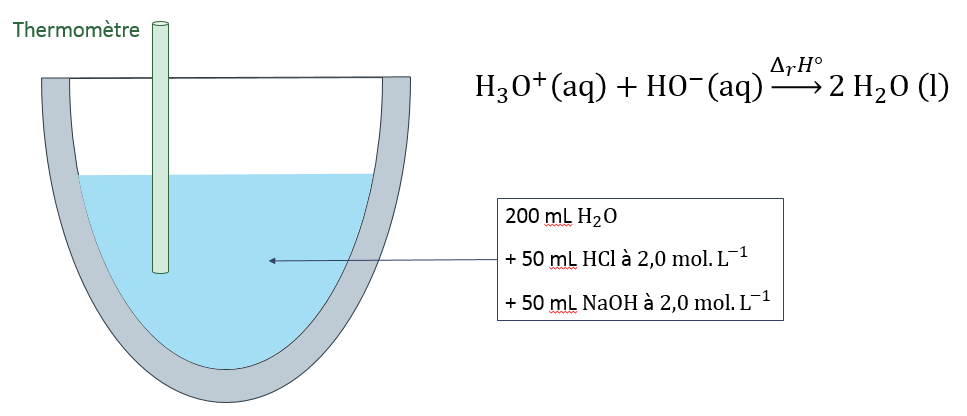 Thermomètre
H₃O⁺(aq) + HO⁻(aq) ⟶ 2 H₂O (l)
ΔᵣH°
200 mL H₂O
+ 50 mL HCl à 2,0 mol. L⁻¹
+ 50 mL NaOH à 2,0 mol. L⁻¹